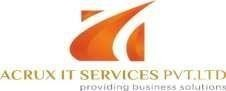 ACRUX IT SERVICES PVT.LTD
providing business solutions